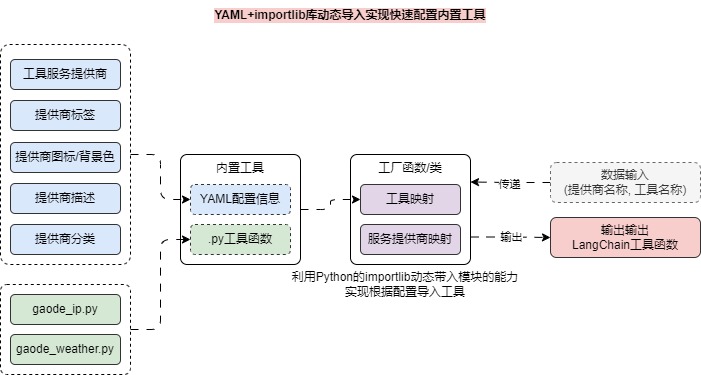 YAML+importlib库动态导入实现快速配置内置工具
工具服务提供商
提供商标签
提供商图标/背景色
提供商描述
提供商分类
gaode_ip.py
gaode_weather.py
内置工具
YAML配置信息
.py工具函数
工厂函数/类
工具映射
服务提供商映射
利用Python的importlib动态带入模块的能力
实现根据配置导入工具
传递
输出
数据输入
(提供商名称, 工具名称)
输出输出
LangChain工具函数